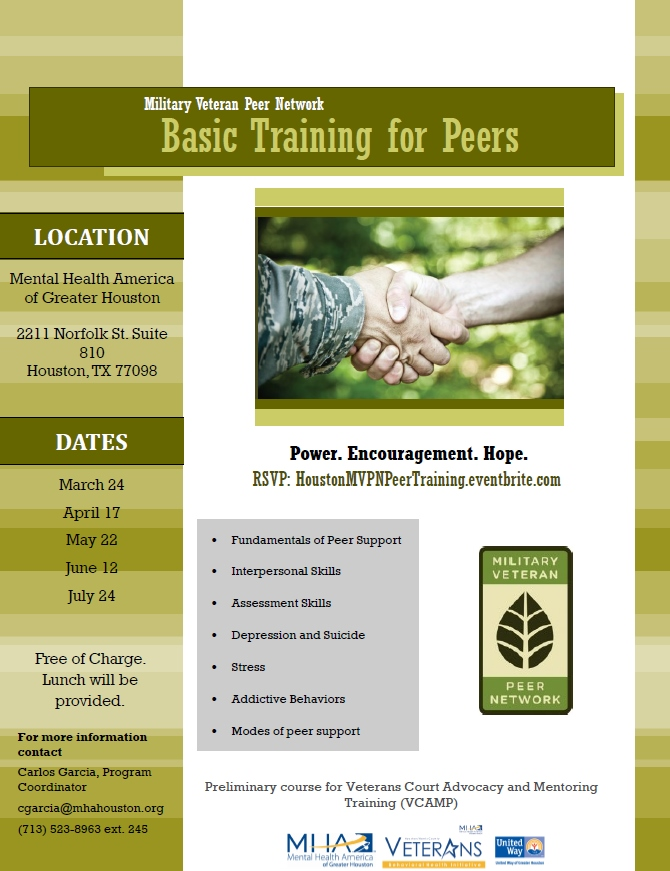 Military Veteran Peer Network
Basic Training for Peers
LOCATION
Mental Health America
of Greater Houston
2211 Norfolk St. Suite
810
Houston, TX 77098
DATES
March 24
April 17
May 22
June 12
July 24
Free of Charge.
Lunch will be
provided.
For more information
contact
Carlos Garcia, Program
Coordinator
cgarcia@mhahouston.org
(713) 523-8963 ext. 245
Power. Encouragement. Hope.
RSVP: HoustonMVPNPeerTraining.eventbrite.com
• Fundamentals of Peer Support
• Interpersonal Skills
• Assessment Skills
• Depression and Suicide
• Stress
• Addictive Behaviors
• Modes of peer support
MILITARY
VETERAN
PEER
NETWORK
Preliminary course for Veterans Court Advocacy and Mentoring
Training (VCAMP)
MHA
Mental Health America
of Greater Houston
MHA
VETERANS
Behavioral Health Initiative
United
Way
United Way of Greater Houston